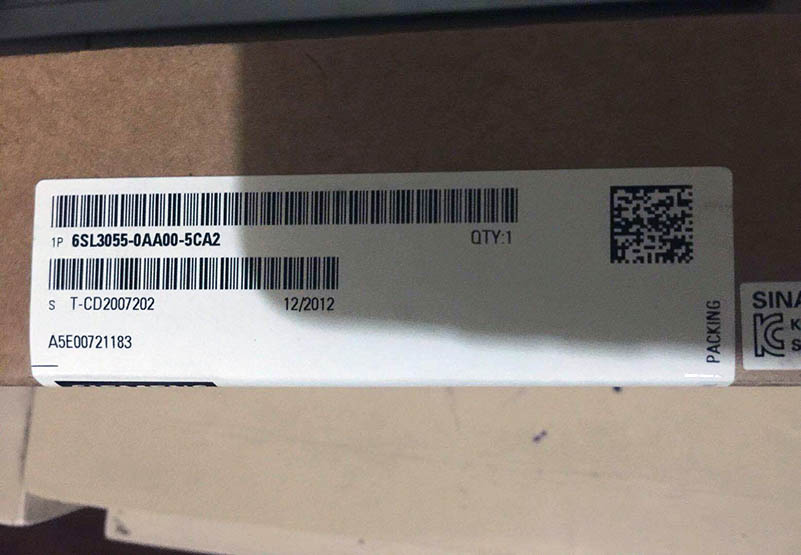 1P 6SL3055-0AA00-5CA2
QTY:1
S T-CD2007202 12/2012
A5E00721183
PACKING
SINA
K
S